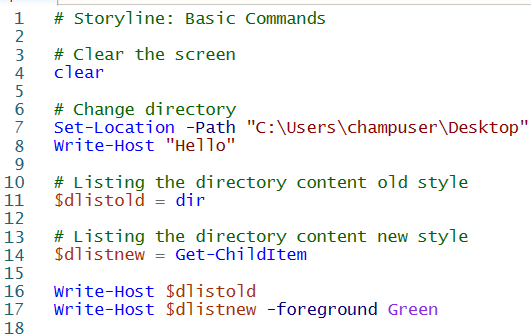 1 # Storyline: Basic Commands
2
3 # Clear the screen
4 clear
5
6 # Change directory
7 Set-Location -Path "C:\Users\champuser\Desktop"
8 Write-Host "Hello"
9
10 # Listing the directory content old style
11 $dlistold = dir
12
13 # Listing the directory content new style
14 $dlistnew = Get-ChildItem
15
16 Write-Host $dlistold
17 Write-Host $dlistnew -foreground Green
18